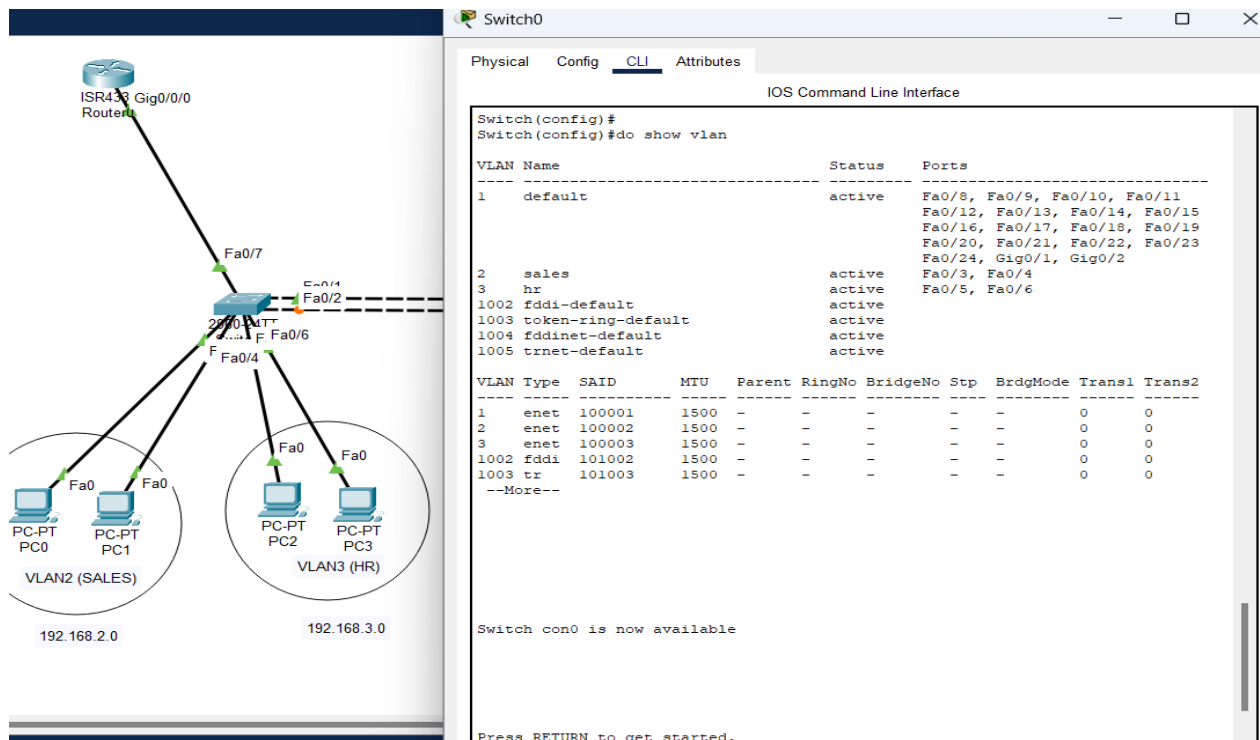 Switch0
Physical Config CLI Attributes
IOS Command Line Interface
Switch(config)#
Switch(config)#do show vlan
VLAN Name Status Ports
---- -------------------------------- --------- -------------------------------
1 default active Fa0/8, Fa0/9, Fa0/10, Fa0/11
Fa0/12, Fa0/13, Fa0/14, Fa0/15
Fa0/16, Fa0/17, Fa0/18, Fa0/19
Fa0/20, Fa0/21, Fa0/22, Fa0/23
Fa0/24, Gig0/1, Gig0/2
2 sales active Fa0/3, Fa0/4
3 hr active Fa0/5, Fa0/6
1002 fddi-default active
1003 token-ring-default active
1004 fddinet-default active
1005 trnet-default active
VLAN Type SAID MTU Parent RingNo BridgeNo Stp BrdgMode Trans1 Trans2
---- ----- ---------- ----- ------ ------ -------- ---- -------- ------ ------
1 enet 100001 1500 - - - - - 0 0
2 enet 100002 1500 - - - - - 0 0
3 enet 100003 1500 - - - - - 0 0
1002 fddi 101002 1500 - - - - - 0 0
1003 tr 101003 1500 - - - - - 0 0
--More--
Switch con0 is now available
Press RETURN to get started.
ISR433 Gig0/0/0
Fa0/7
Fa0/2
Fa0/6
Fa0/4
Fa0
Fa0
Fa0
Fa0
PC-PT
PC0
PC-PT
PC1
PC-PT
PC2
PC-PT
PC3
VLAN2 (SALES)
VLAN3 (HR)
192.168.2.0
192.168.3.0